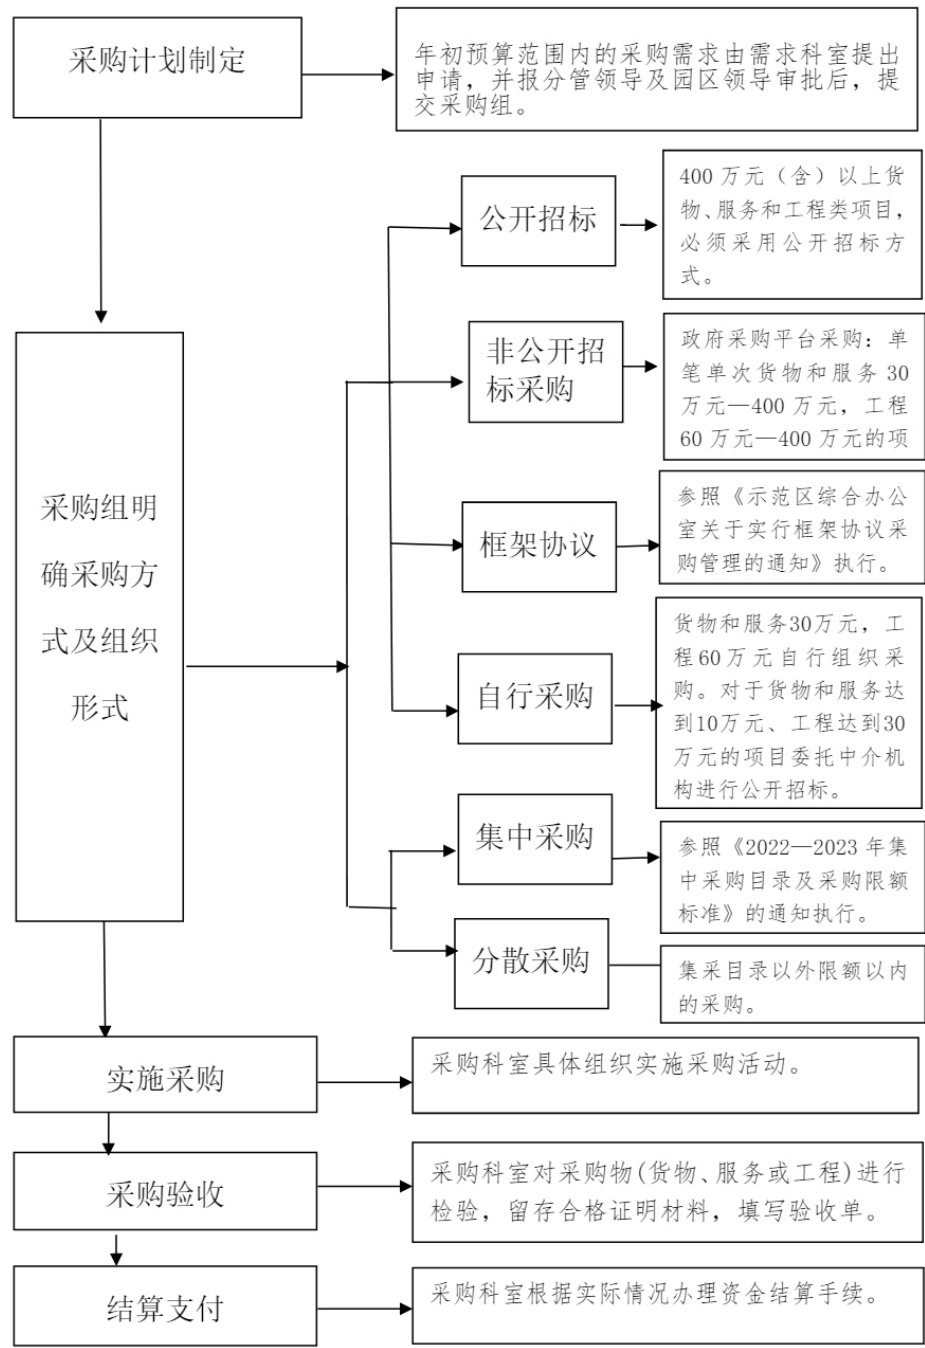 采购计划制定
年初预算范围内的采购需求由需求科室提出
申请，并报分管领导及园区领导审批后，提
交采购组。
采购组明
确采购方
式及组织
形式
公开招标
400 万元（含）以上货
物、服务和工程类项目，
必须采用公开招标方
式。
非公开招
标采购
政府采购平台采购：单
笔单次货物和服务 30
万元—400 万元，工程
60 万元—400 万元的项
框架协议
参照《示范区综合办公
室关于实行框架协议采
购管理的通知》执行。
自行采购
货物和服务30万元，工
程60万元自行组织采
购。对于货物和服务达
到10万元、工程达到30
万元的项目委托中介机
构进行公开招标。
集中采购
参照《2022—2023 年集
中采购目录及采购限额
标准》的通知执行。
分散采购
集采目录以外限额以内
的采购。
实施采购
采购科室具体组织实施采购活动。
采购验收
采购科室对采购物(货物、服务或工程)进行
检验，留存合格证明材料，填写验收单。
结算支付
采购科室根据实际情况办理资金结算手续。